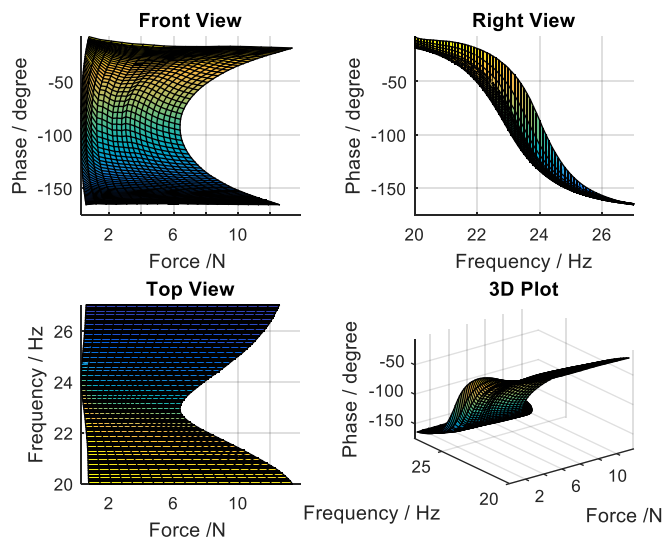 Front View
Phase / degree
-50
-100
-150
2
6
10
Force /N
Right View
Phase / degree
-50
-100
-150
20
22
24
26
Frequency / Hz
Top View
Frequency / Hz
26
24
22
20
2
6
10
Force /N
3D Plot
Phase / degree
-50
-100
-150
25
20
2
6
10
Frequency / Hz
Force /N